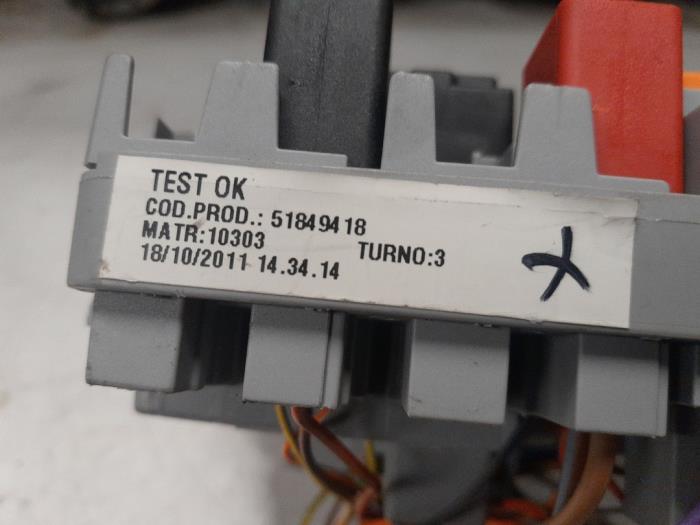 TEST OK
COD.PROD.: 51849418
MATR:10303 TURNO:3
18/10/2011 14.34.14